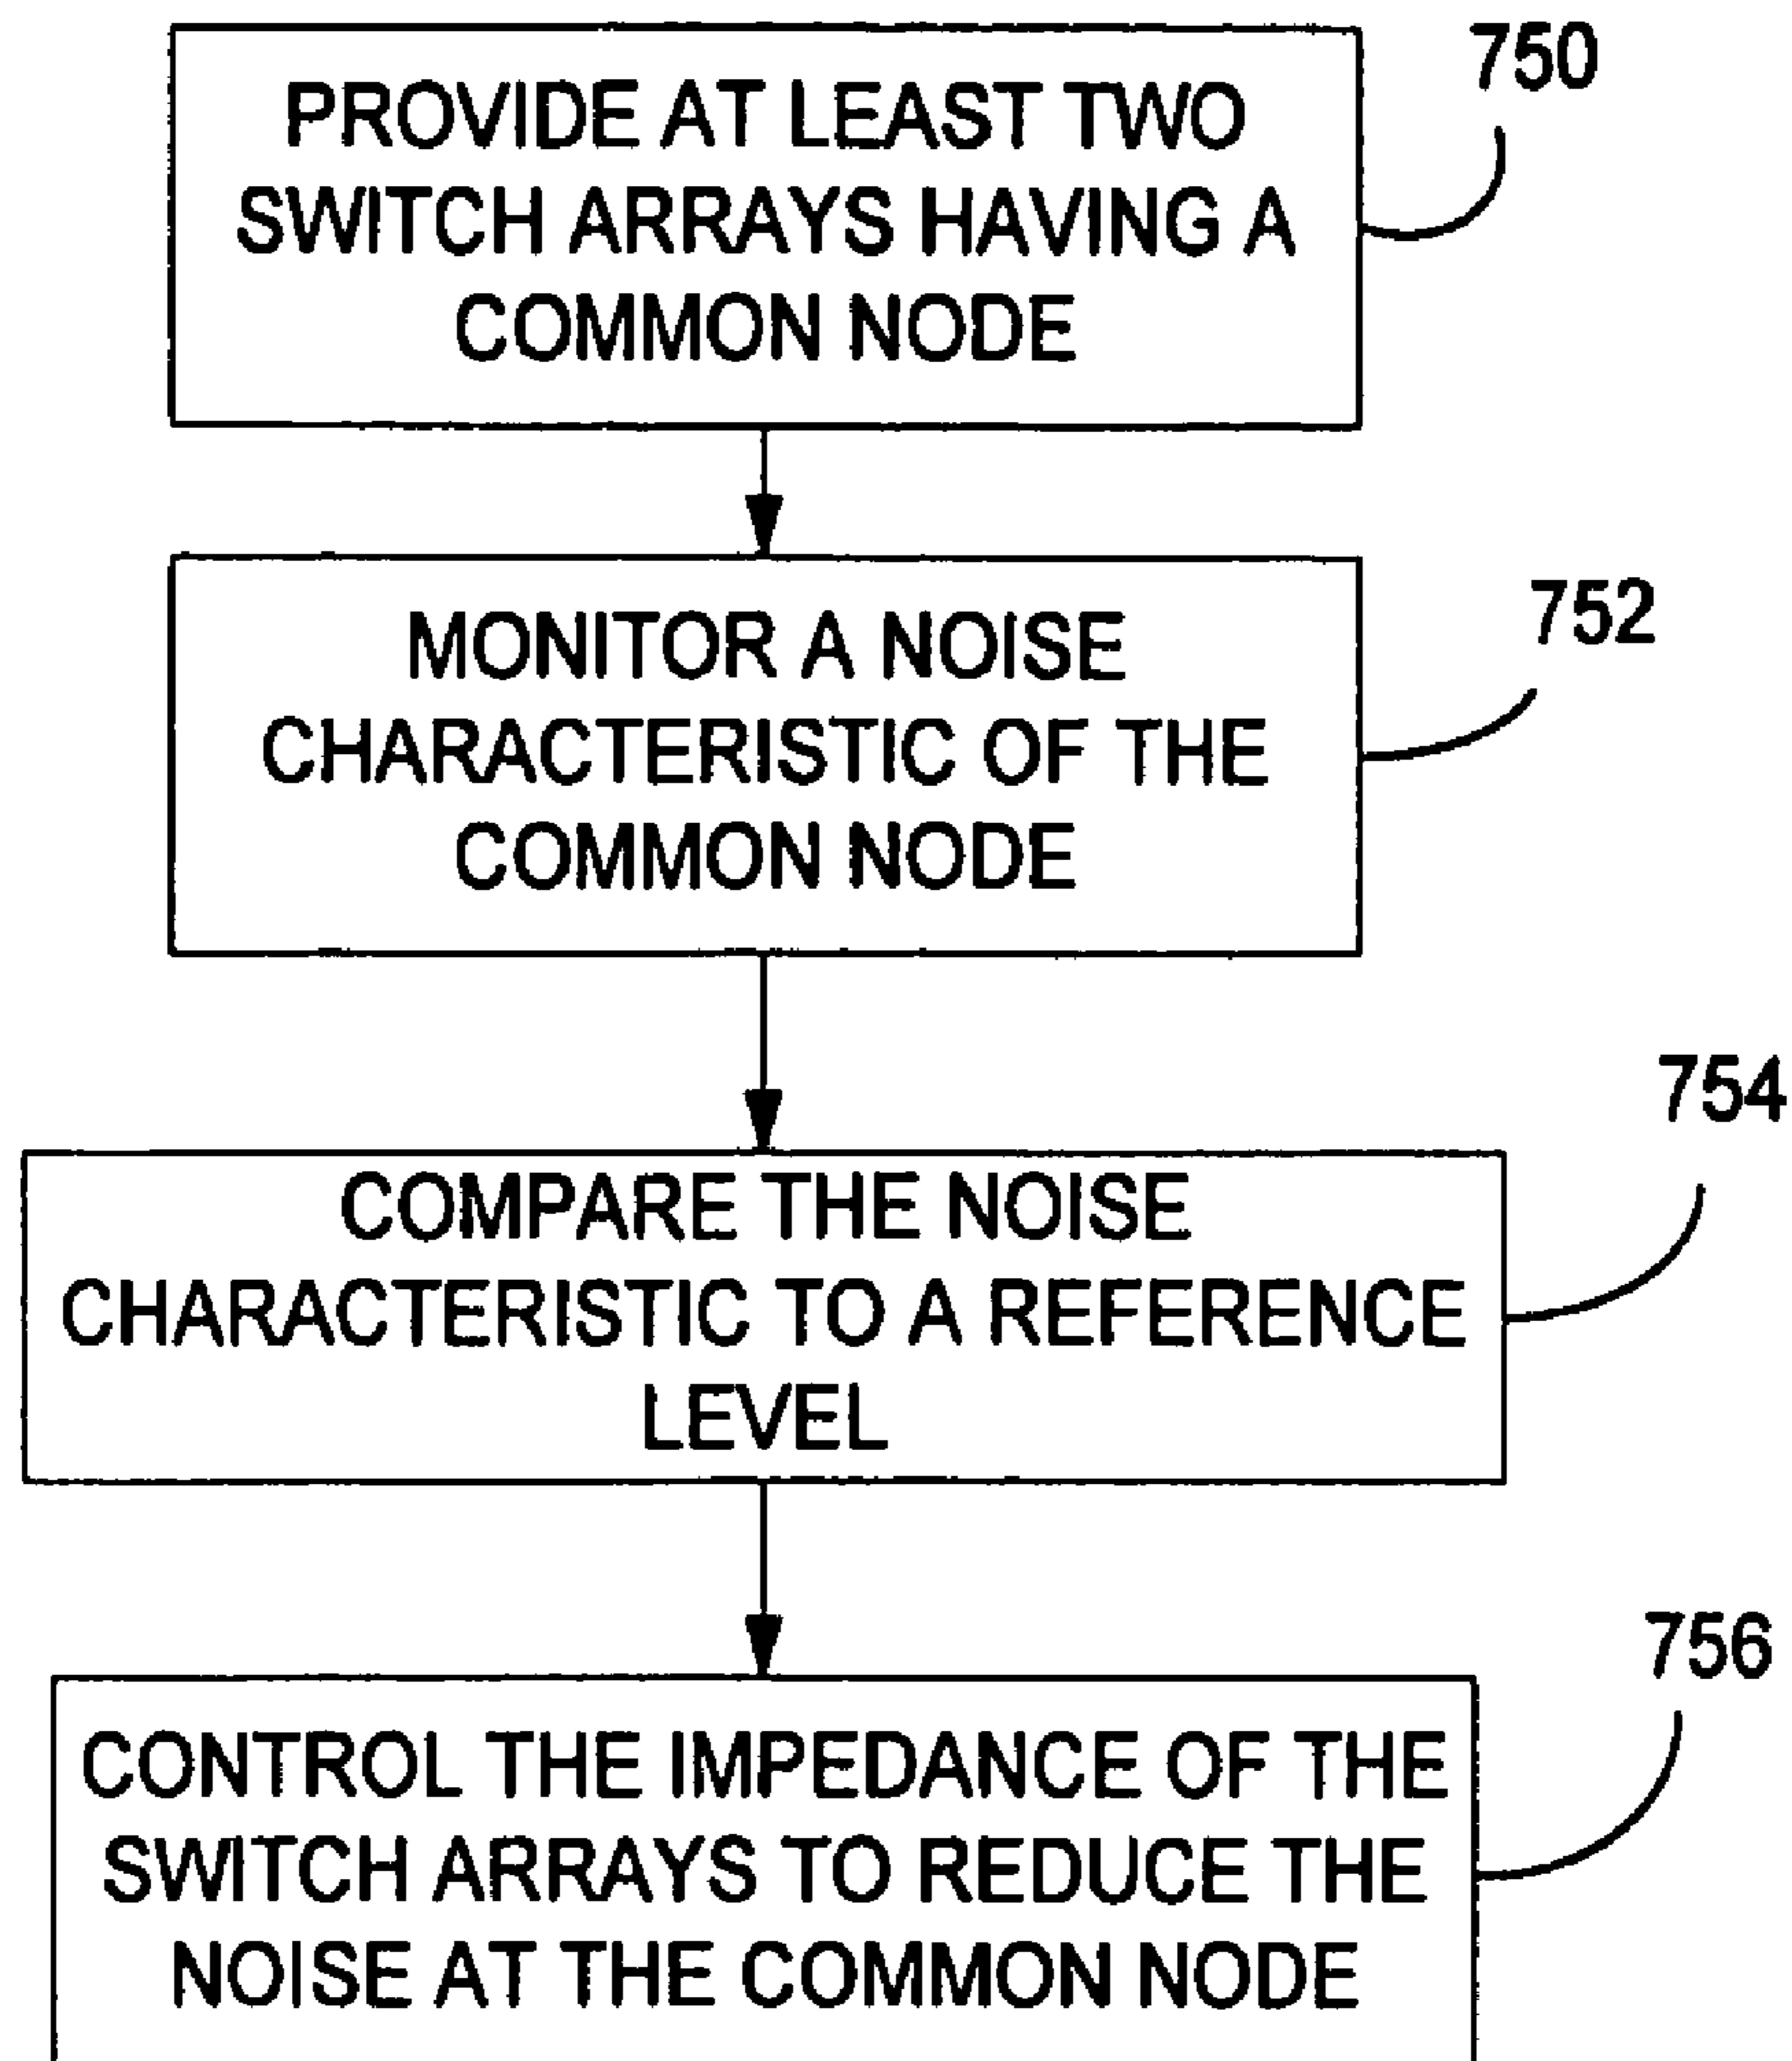 PROVIDE AT LEAST TWO
SWITCH ARRAYS HAVING A
COMMON NODE
750
MONITOR A NOISE
CHARACTERISTIC OF THE
COMMON NODE
752
COMPARE THE NOISE
CHARACTERISTIC TO A REFERENCE
LEVEL
754
CONTROL THE IMPEDANCE OF THE
SWITCH ARRAYS TO REDUCE THE
NOISE AT THE COMMON NODE
756